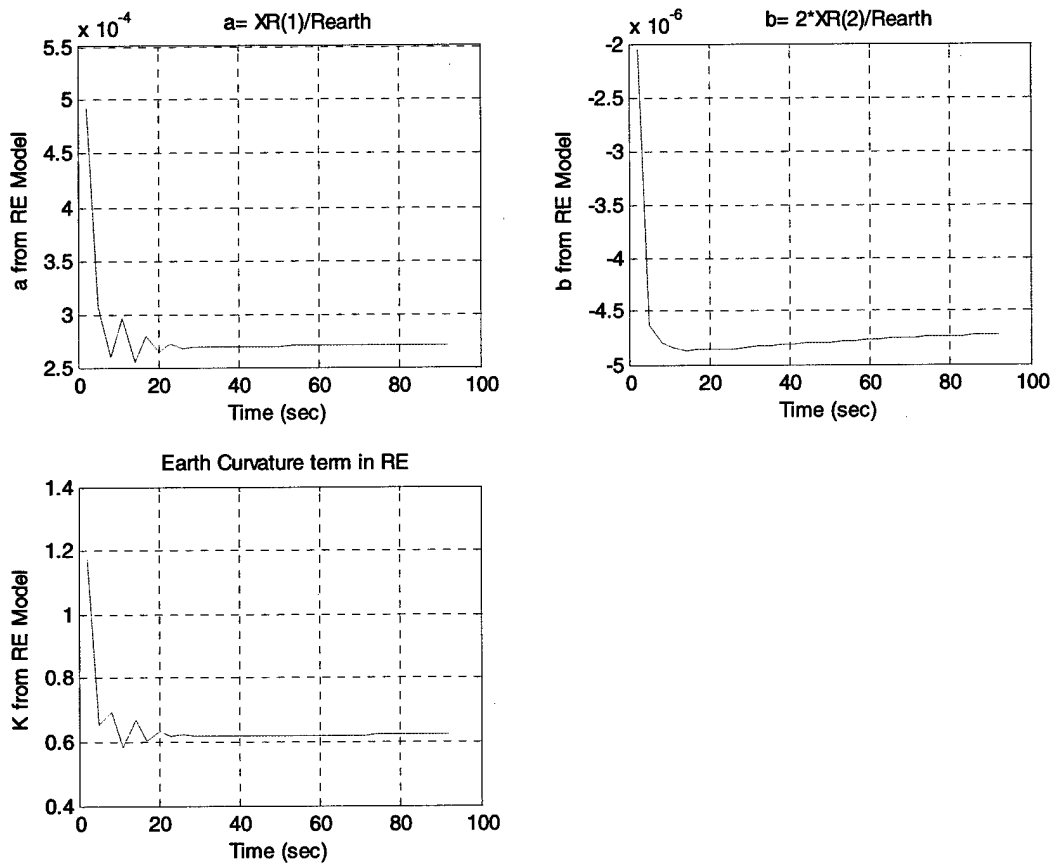 a= XR(1)/Rearth
x 10^-4
5.5
5
4.5
4
3.5
3
2.5
0 20 40 60 80 100
a from RE Model
Time (sec)
b= 2*XR(2)/Rearth
x 10^-6
-2
-2.5
-3
-3.5
-4
-4.5
-5
0 20 40 60 80 100
b from RE Model
Time (sec)
Earth Curvature term in RE
1.4
1.2
1
0.8
0.6
0.4
0 20 40 60 80 100
K from RE Model
Time (sec)